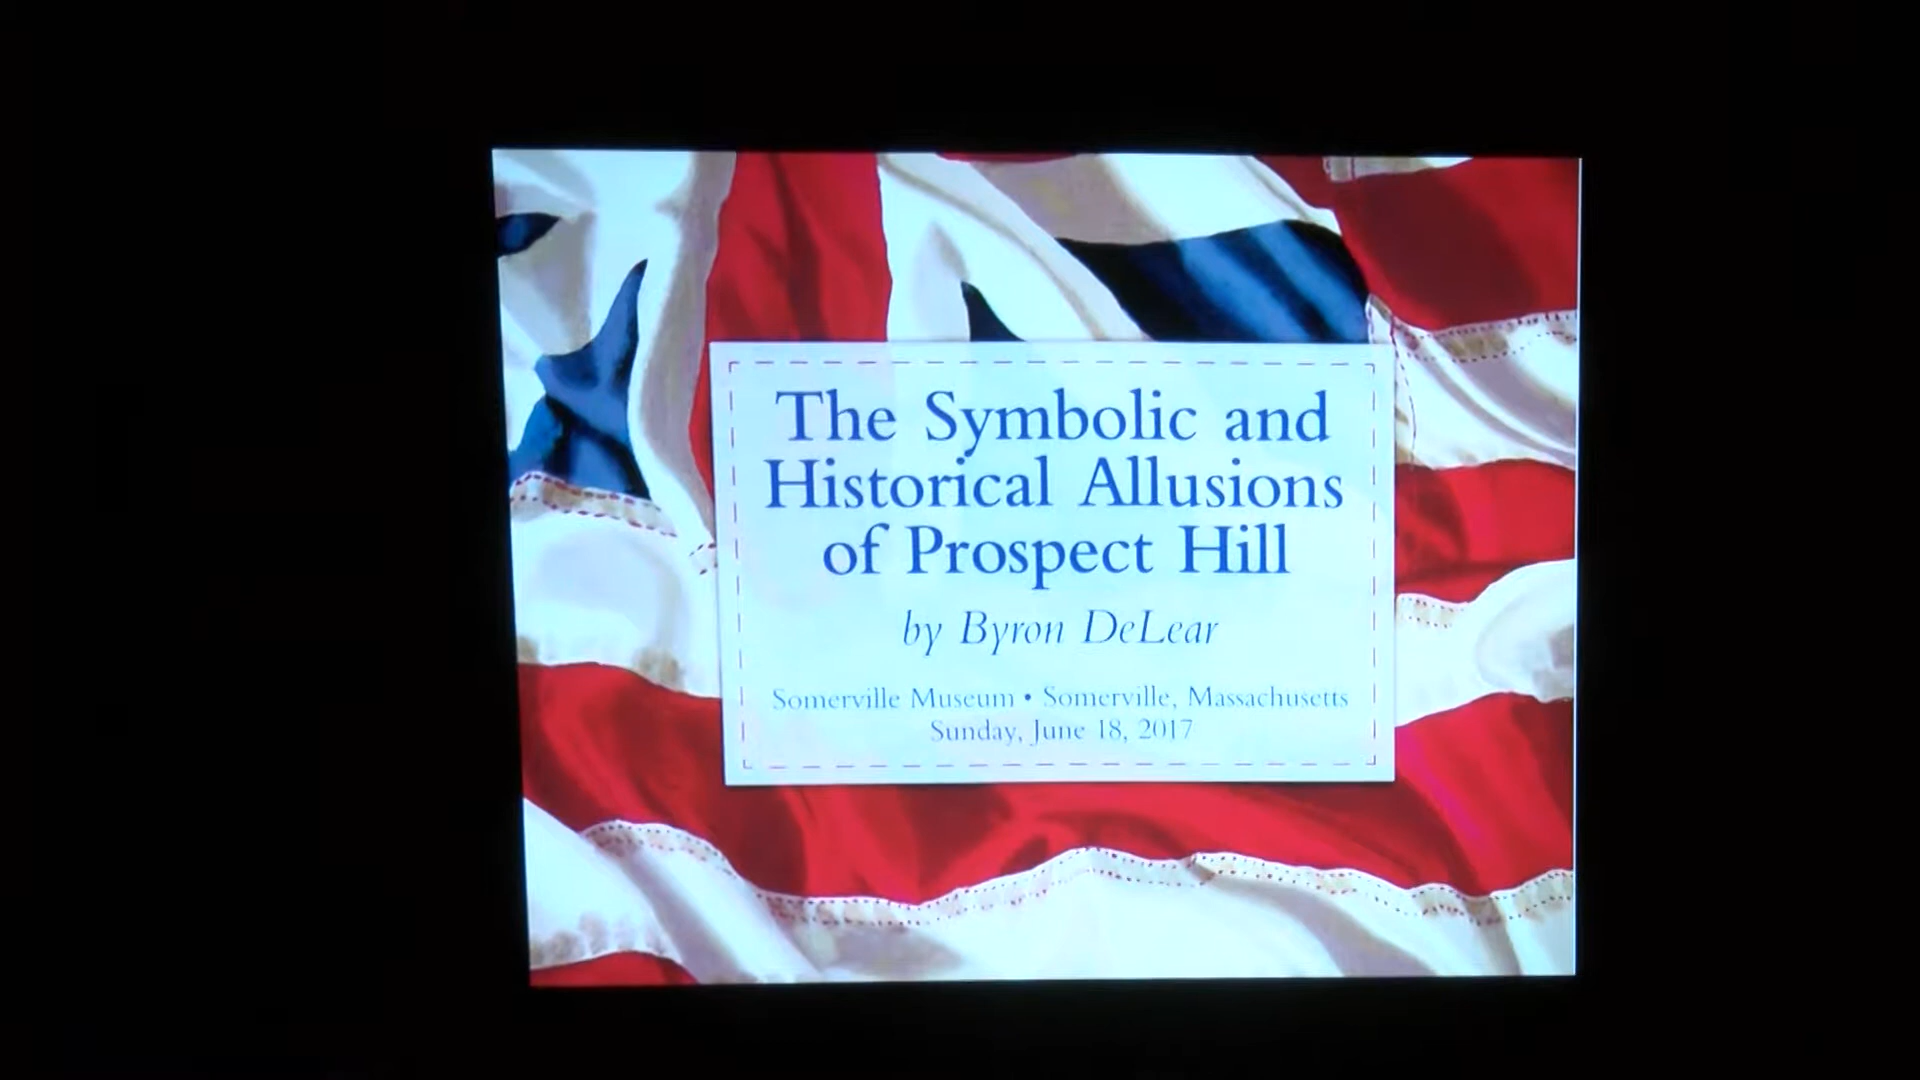 The Symbolic and
Historical Allusions
of Prospect Hill
by Byron DeLear
Somerville Museum • Somerville, Massachusetts
Sunday, June 18, 2017